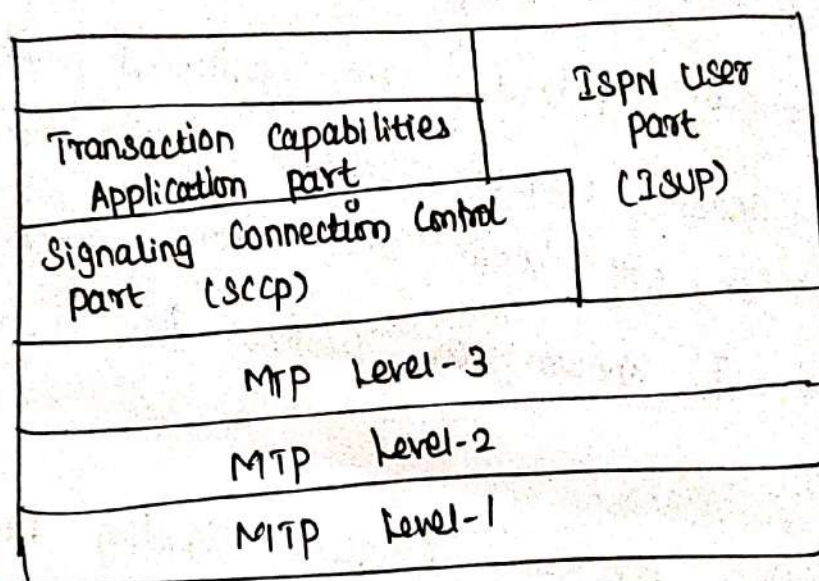 Transaction Capabilities
Application part
Signaling Connection Control
part (SCCP)
ISPN User
part
(ISUP)
MTP Level-3
MTP Level-2
MTP Level-1